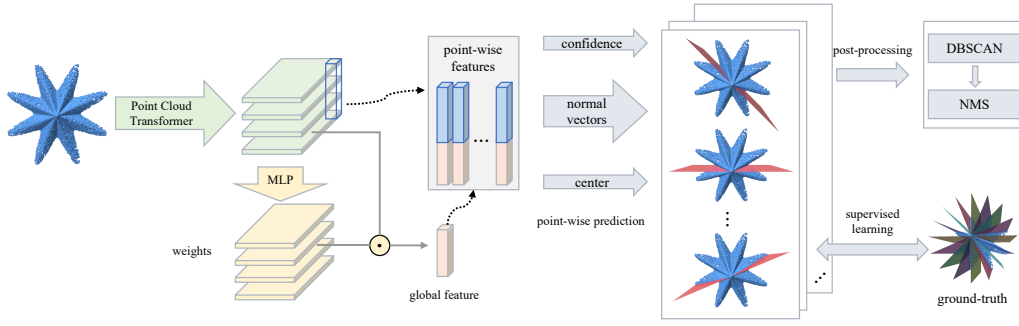 Point Cloud
Transformer
MLP
weights
point-wise
features
...
global feature
confidence
normal
vectors
center
point-wise prediction
...
...
post-processing
DBSCAN
NMS
supervised
learning
ground-truth